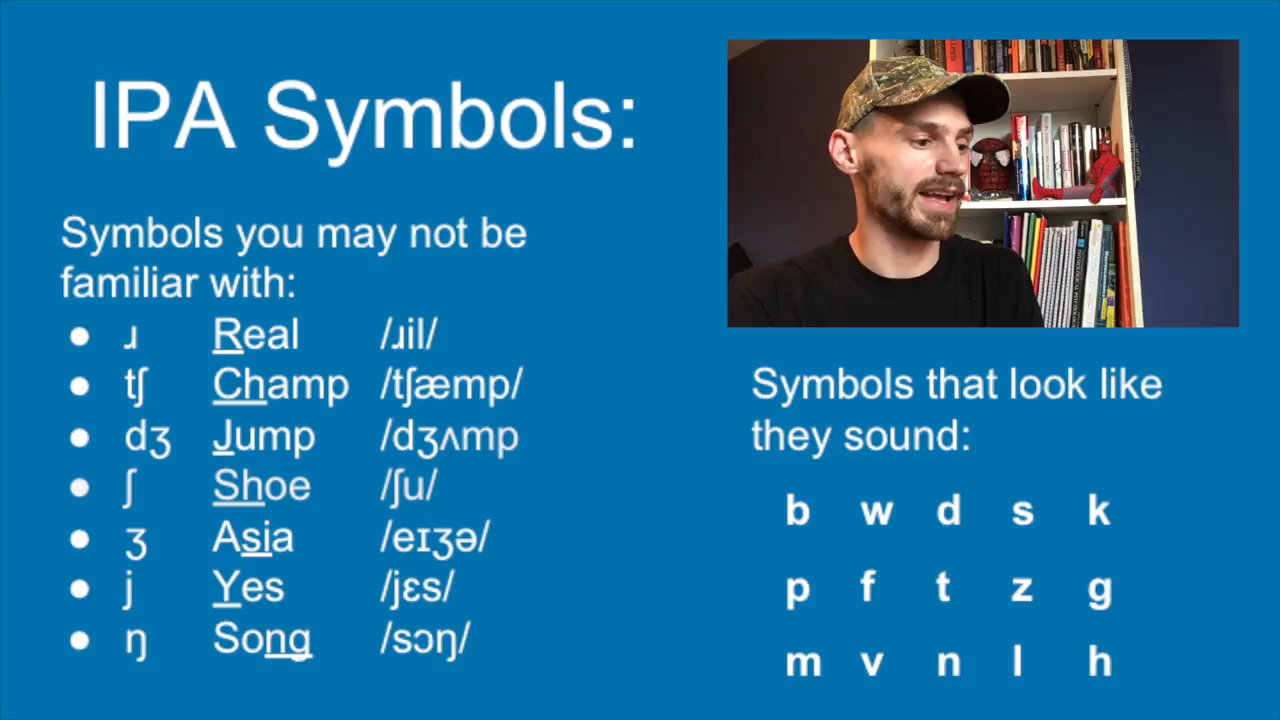 IPA Symbols:
Symbols you may not be
familiar with:
● ɹ Real /ɹil/
● tʃ Champ /tʃæmp/
● dʒ Jump /dʒʌmp
● ʃ Shoe /ʃu/
● ʒ Asia /eɪʒə/
● j Yes /jɛs/
● ŋ Song /sɔŋ/
Symbols that look like
they sound:
b w d s k
p f t z g
m v n l h